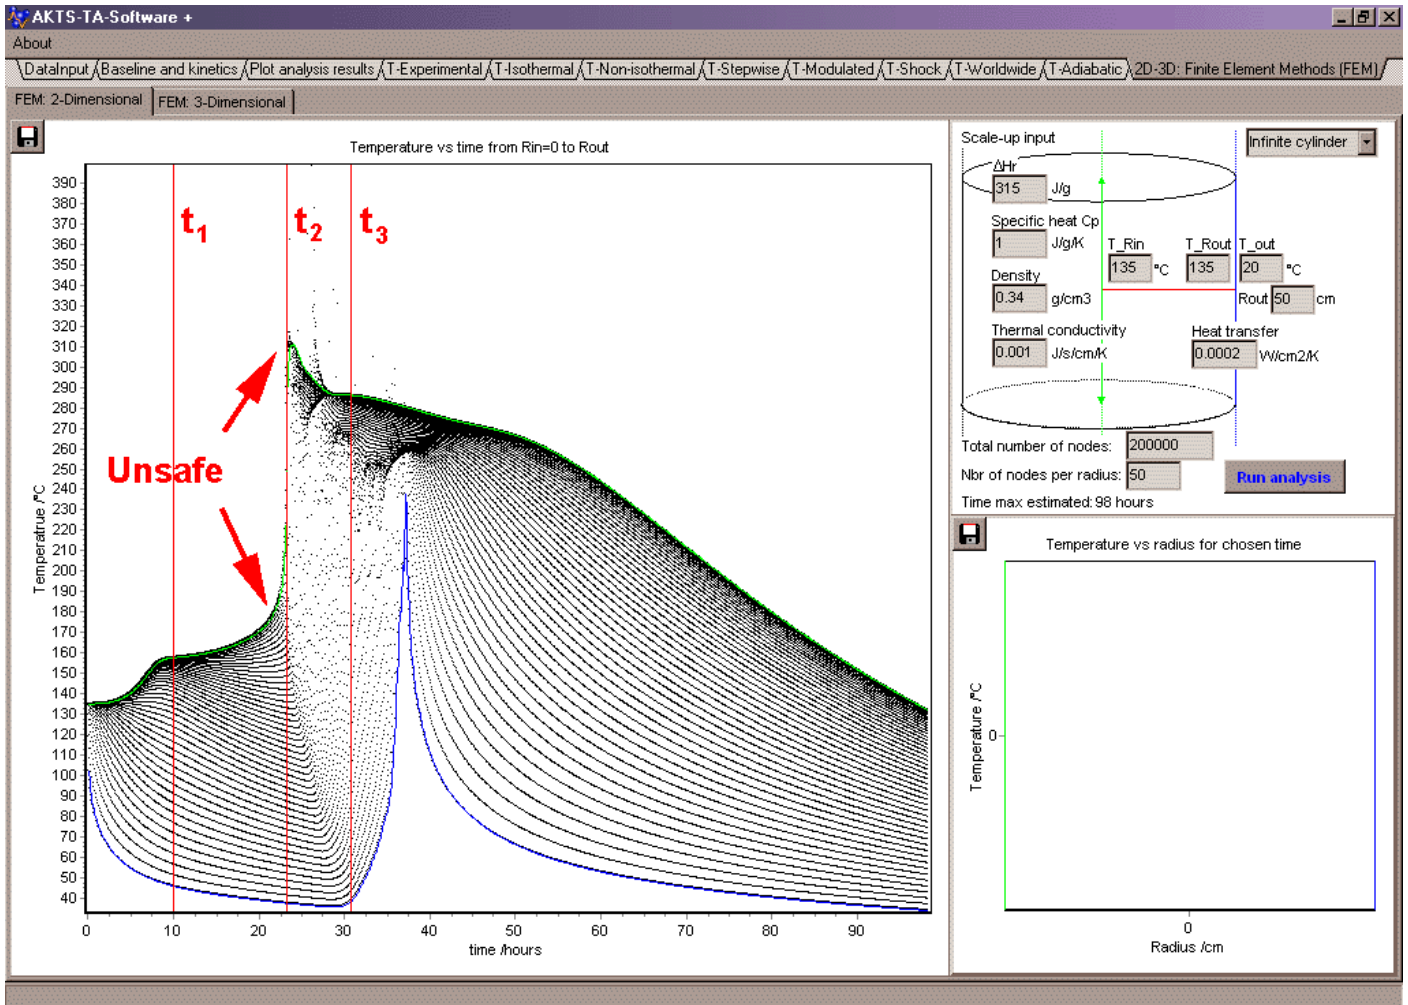 AKTS-TA-Software +
About
DataInput Baseline and kinetics Plot analysis results T-Experimental T-Isothermal T-Non-isothermal T-Stepwise T-Modulated T-Shock T-Worldwide T-Adiabatic 2D-3D: Finite Element Methods (FEM)
FEM: 2-Dimensional FEM: 3-Dimensional
Temperature vs time from Rin=0 to Rout
Temperatrue /°C
390
380
370
360
350
340
330
320
310
300
290
280
270
260
250
240
230
220
210
200
190
180
170
160
150
140
130
120
110
100
90
80
70
60
50
40
t1 t2 t3
Unsafe
0 10 20 30 40 50 60 70 80 90
time /hours
Scale-up input
Infinite cylinder
ΔHr
315 J/g
Specific heat Cp
1 J/g/K
T_Rin T_Rout T_out
135 °C 135 20 °C
Density
0.34 g/cm3
Rout 50 cm
Thermal conductivity
0.001 J/s/cm/K
Heat transfer
0.0002 W/cm2/K
Total number of nodes: 200000
Nbr of nodes per radius: 50
Run analysis
Time max estimated: 98 hours
Temperature vs radius for chosen time
Temperature /°C
0
0
Radius /cm